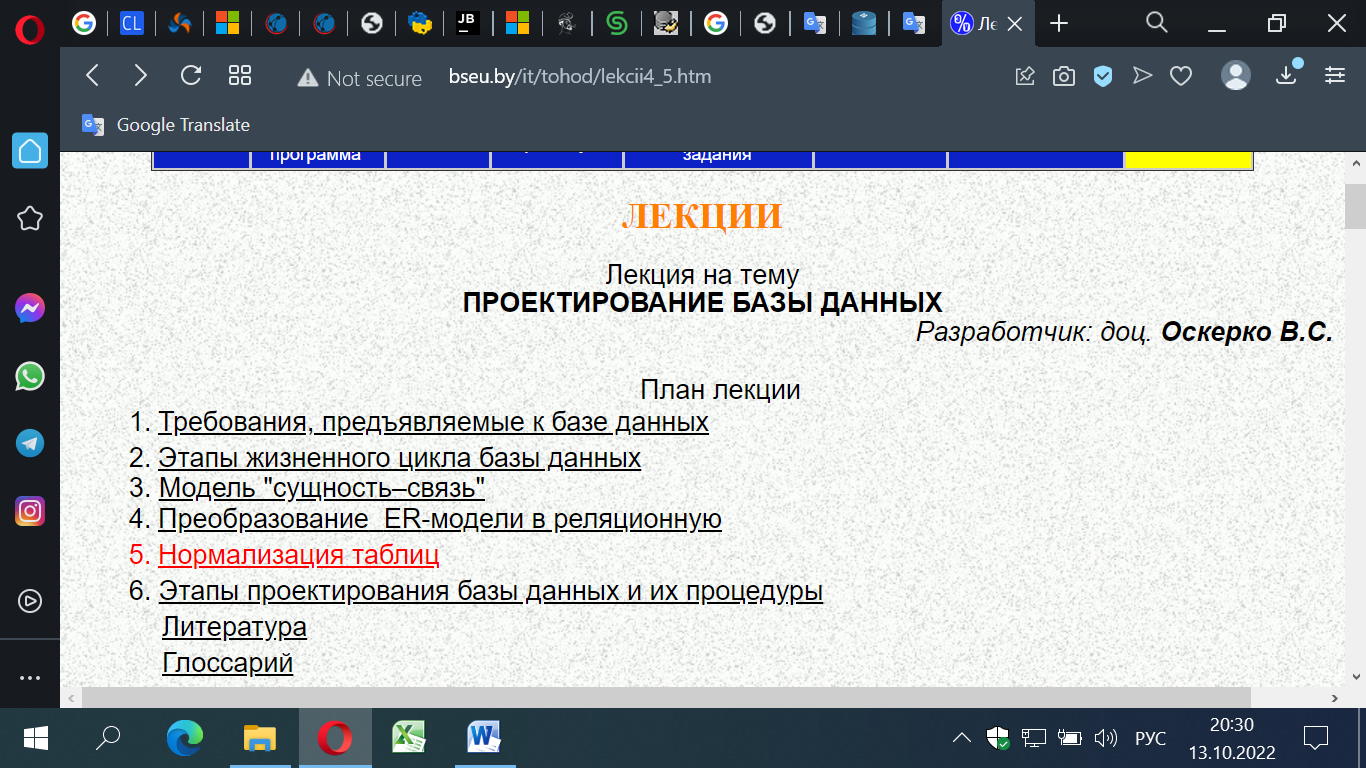 CL
JB
Ле
Not secure
bseu.by/it/tohod/lekcii4_5.htm
Google Translate
программа
задания
ЛЕКЦИИ
Лекция на тему
ПРОЕКТИРОВАНИЕ БАЗЫ ДАННЫХ
Разработчик: доц. Оскерко В.С.
План лекции
1. Требования, предъявляемые к базе данных
2. Этапы жизненного цикла базы данных
3. Модель "сущность–связь"
4. Преобразование ER-модели в реляционную
5. Нормализация таблиц
6. Этапы проектирования базы данных и их процедуры
Литература
Глоссарий
РУС
20:30
13.10.2022